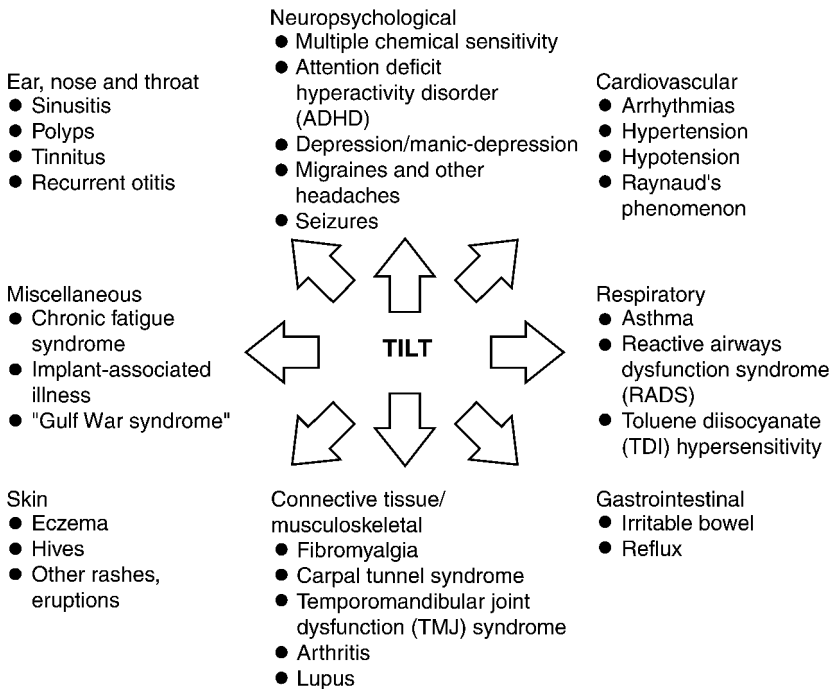 Neuropsychological
● Multiple chemical sensitivity
● Attention deficit
hyperactivity disorder
(ADHD)
● Depression/manic-depression
● Migraines and other
headaches
● Seizures
Ear, nose and throat
● Sinusitis
● Polyps
● Tinnitus
● Recurrent otitis
Cardiovascular
● Arrhythmias
● Hypertension
● Hypotension
● Raynaud's
phenomenon
Miscellaneous
● Chronic fatigue
syndrome
● Implant-associated
illness
● "Gulf War syndrome"
TILT
Respiratory
● Asthma
● Reactive airways
dysfunction syndrome
(RADS)
● Toluene diisocyanate
(TDI) hypersensitivity
Skin
● Eczema
● Hives
● Other rashes,
eruptions
Connective tissue/
musculoskeletal
● Fibromyalgia
● Carpal tunnel syndrome
● Temporomandibular joint
dysfunction (TMJ) syndrome
● Arthritis
● Lupus
Gastrointestinal
● Irritable bowel
● Reflux